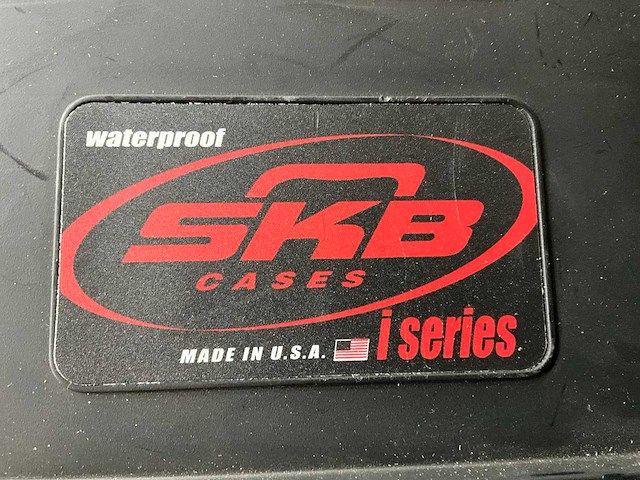 waterproof
SKB
CASES
i series
MADE IN U.S.A.